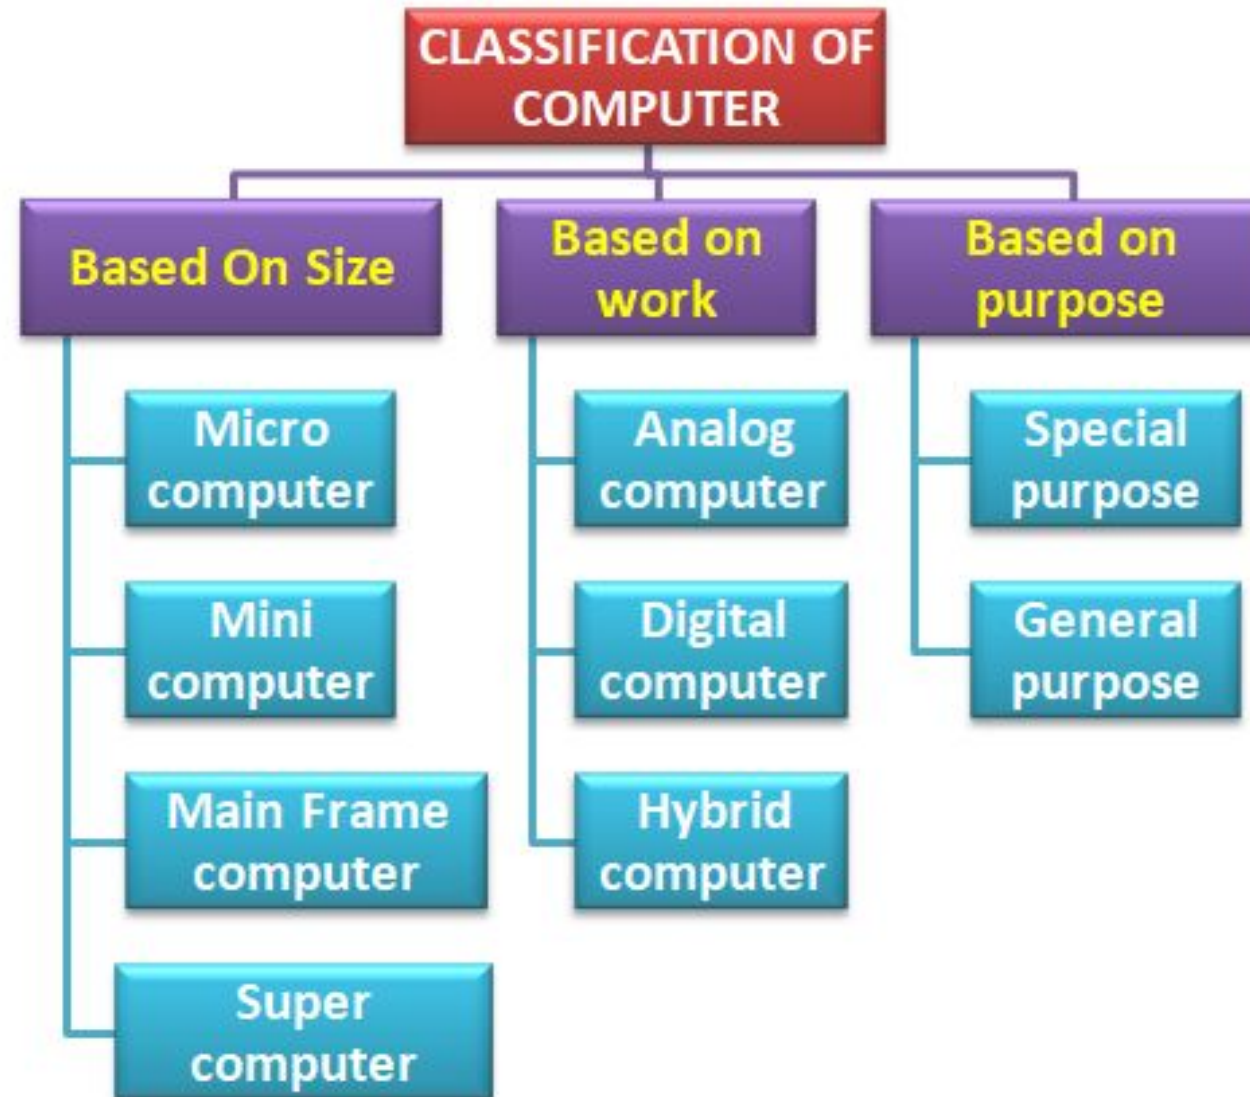 CLASSIFICATION OF
COMPUTER
Based On Size
Based on
work
Based on
purpose
Micro
computer
Mini
computer
Main Frame
computer
Super
computer
Analog
computer
Digital
computer
Hybrid
computer
Special
purpose
General
purpose